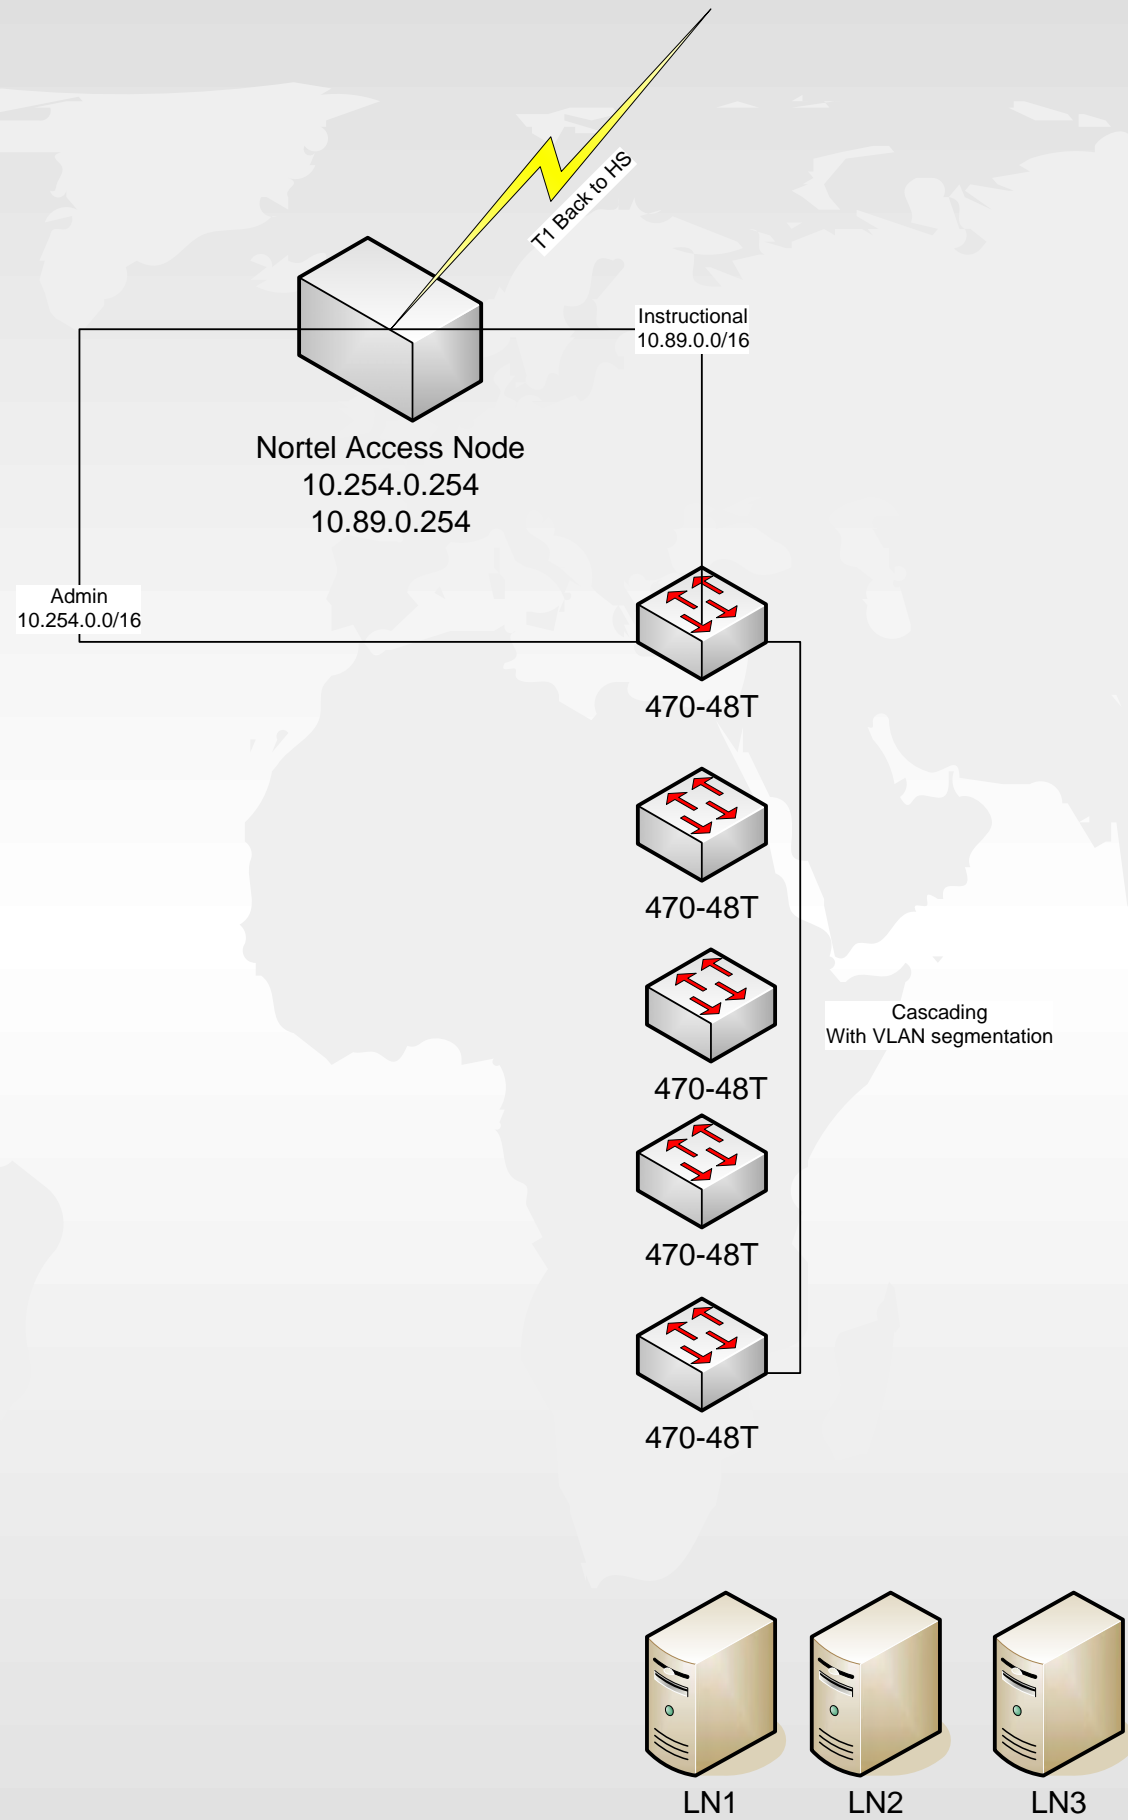 T1 Back to HS
Instructional
10.89.0.0/16
Nortel Access Node
10.254.0.254
10.89.0.254
Admin
10.254.0.0/16
470-48T
470-48T
Cascading
With VLAN segmentation
470-48T
470-48T
470-48T
LN1
LN2
LN3